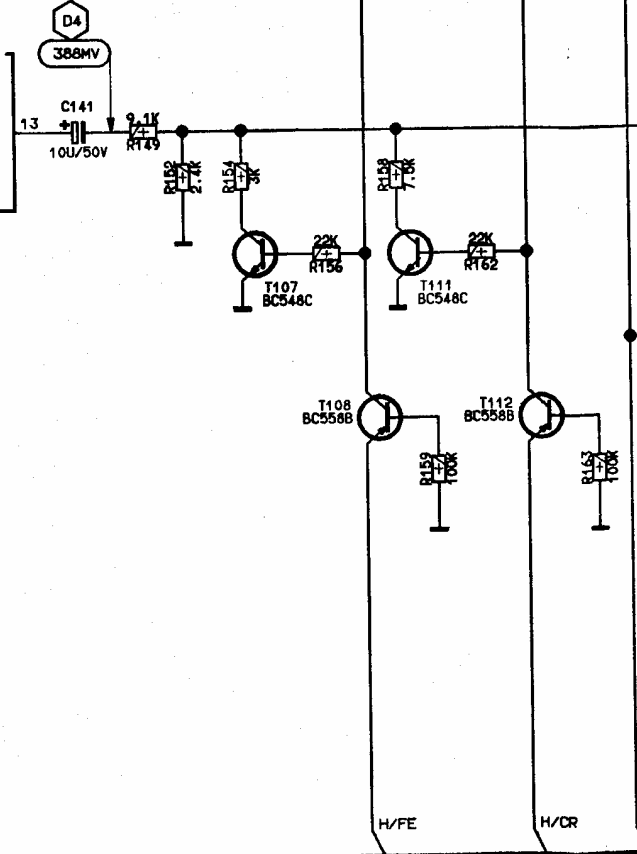 D4
388MV
C141
13
+
10U/50V
9.1K
R149
R152
2.4K
R154
3K
R158
7.5K
22K
R156
22K
R162
T107
BC548C
T111
BC548C
T108
BC558B
T112
BC558B
R159
100K
R163
100K
H/FE
H/CR